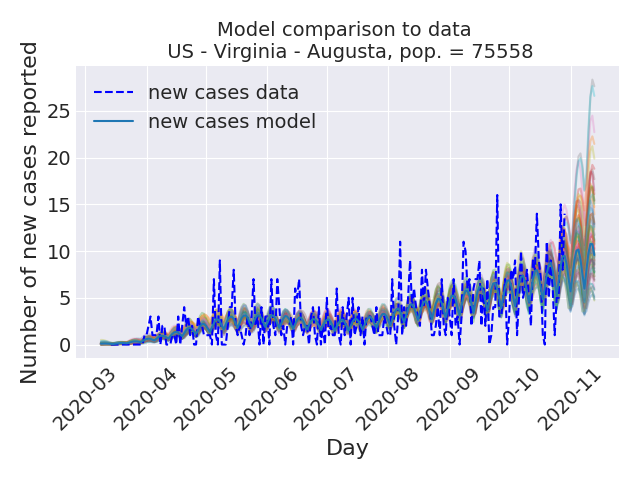 Model comparison to data
US - Virginia - Augusta, pop. = 75558
new cases data
new cases model
Number of new cases reported
25
20
15
10
5
0
2020-03
2020-04
2020-05
2020-06
2020-07
2020-08
2020-09
2020-10
2020-11
Day